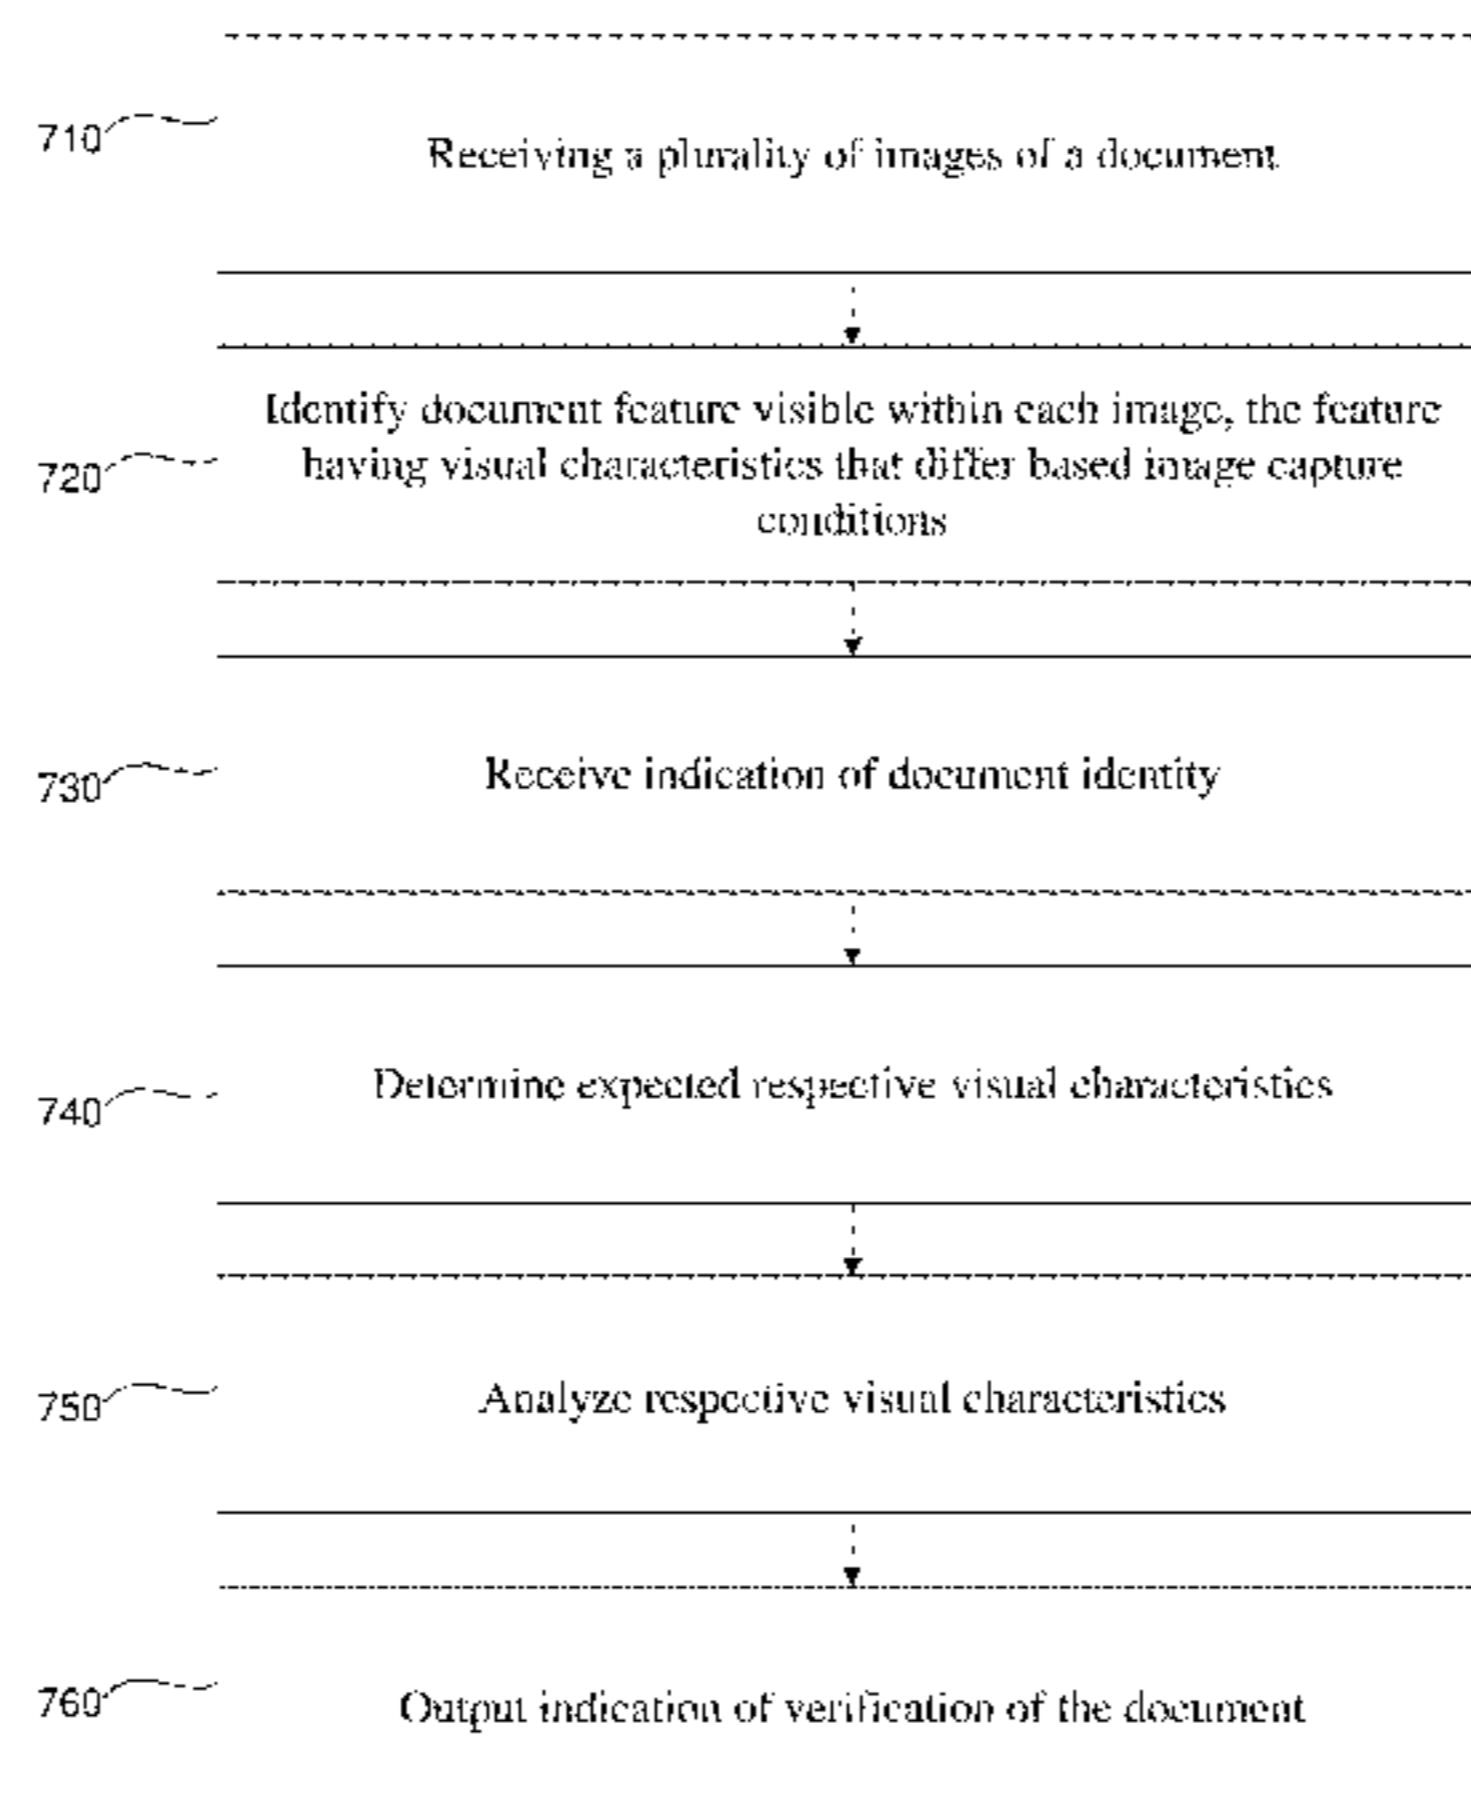 710
Receiving a plurality of images of a document
Identify document feature visible within each image, the feature
720
having visual characteristics that differ based image capture
conditions
730
Receive indication of document identity
740
Determine expected respective visual characteristics
750
Analyze respective visual characteristics
760
Output indication of verification of the document